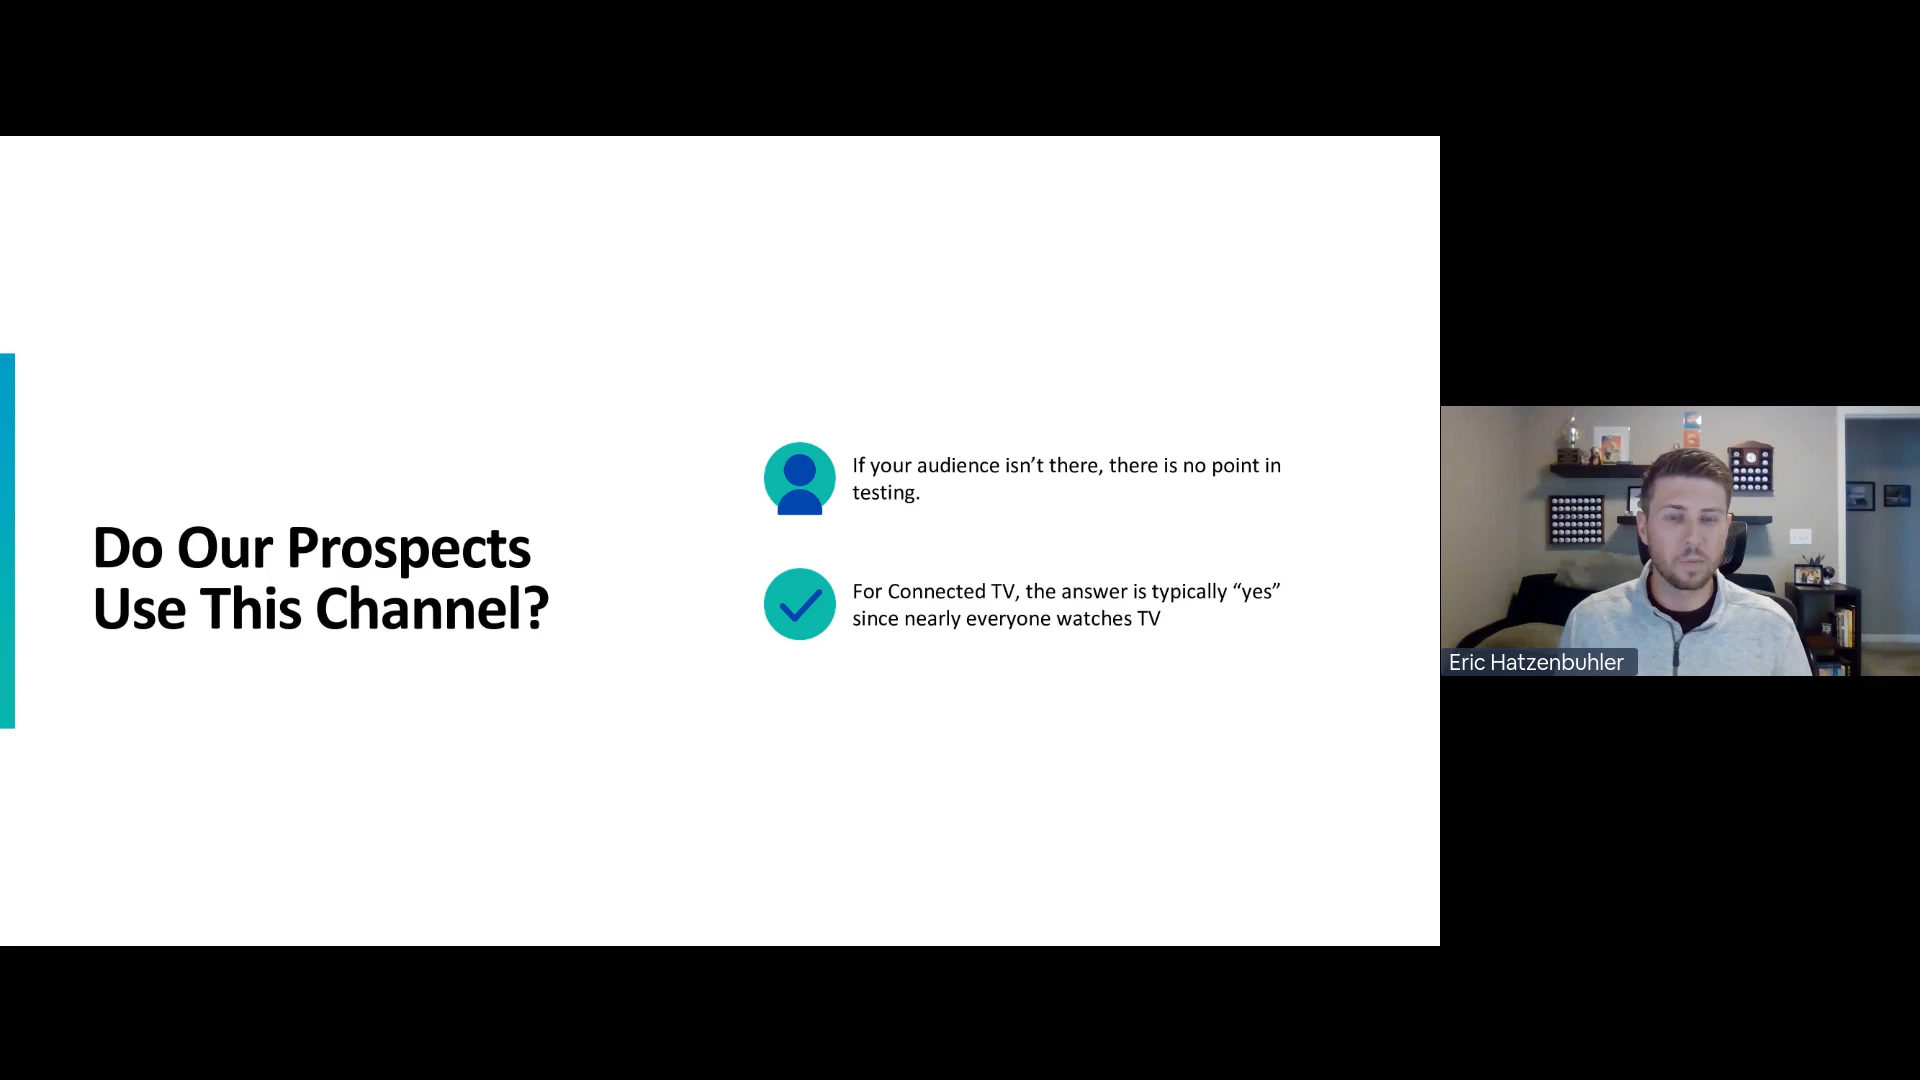 Do Our Prospects
Use This Channel?
If your audience isn’t there, there is no point in
testing.
For Connected TV, the answer is typically “yes”
since nearly everyone watches TV
Eric Hatzenbuhler